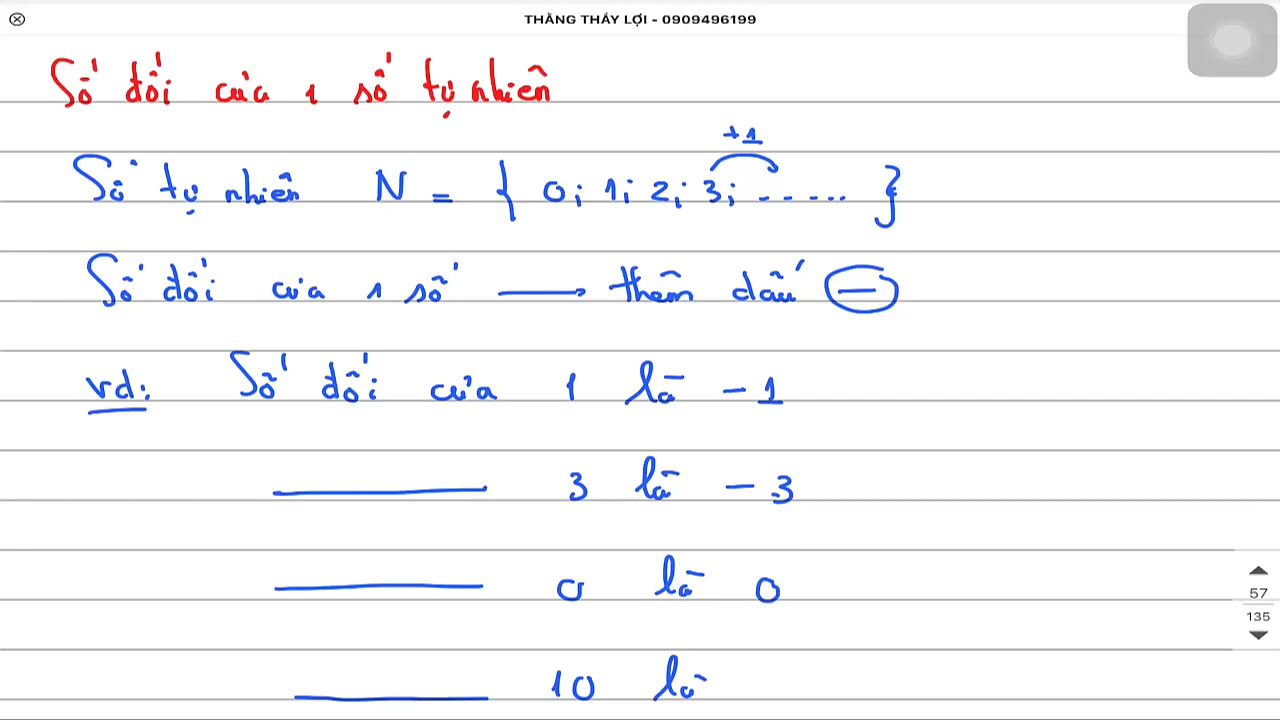 THẮNG THẦY LỢI - 0909496199
Số đối của 1 số tự nhiên
+1
Số tự nhiên N = { 0; 1; 2; 3; ...... }
Số đối của 1 số → thêm dấu −
vd: Số đối của 1 là - 1
3 là - 3
0 là 0
10 là
57
135